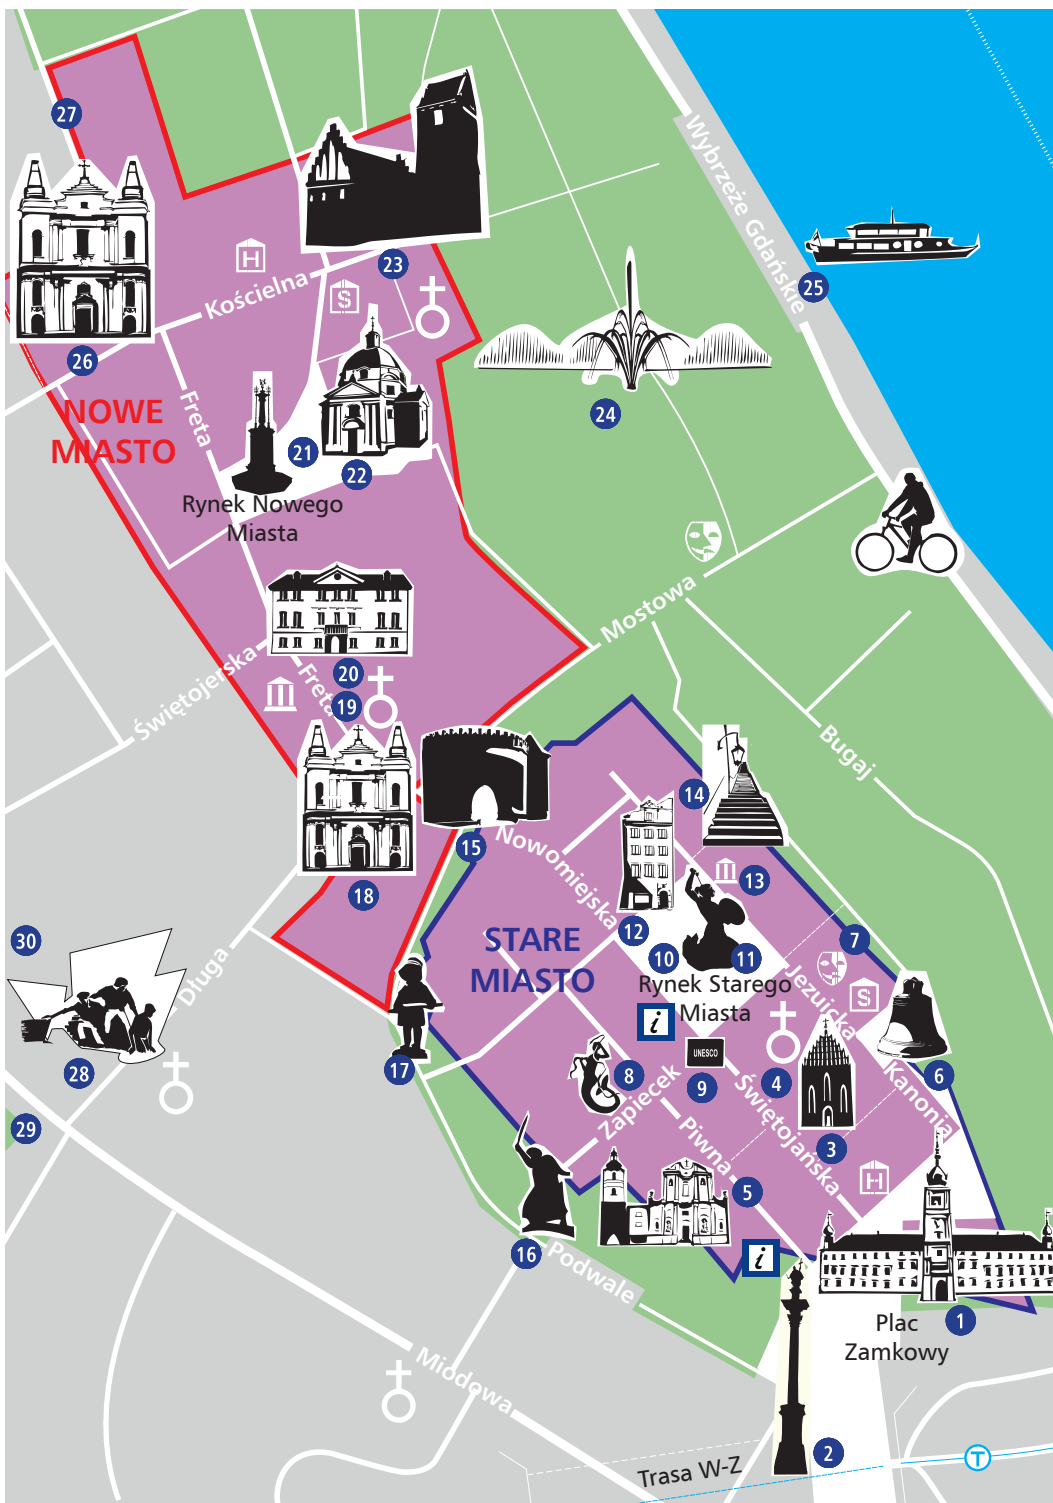 27
Wybrzeże Gdańskie
H
23
25
Kościelna
S
26
24
NOWE
MIASTO
Freta
21
22
Rynek Nowego
Miasta
Mostowa
20
Świętojerska
Freta
19
Bugaj
14
15
Nowomiejska
13
18
12
30
STARE
MIASTO
7
10
11
Długa
Rynek Starego
Miasta
Jezuicka
S
i
UNESCO
17
28
8
9
4
6
Zapiecek
Świętojańska
Kanonia
29
Piwna
3
H
5
16
Podwale
i
1
Plac
Zamkowy
Miodowa
2
Trasa W-Z
T